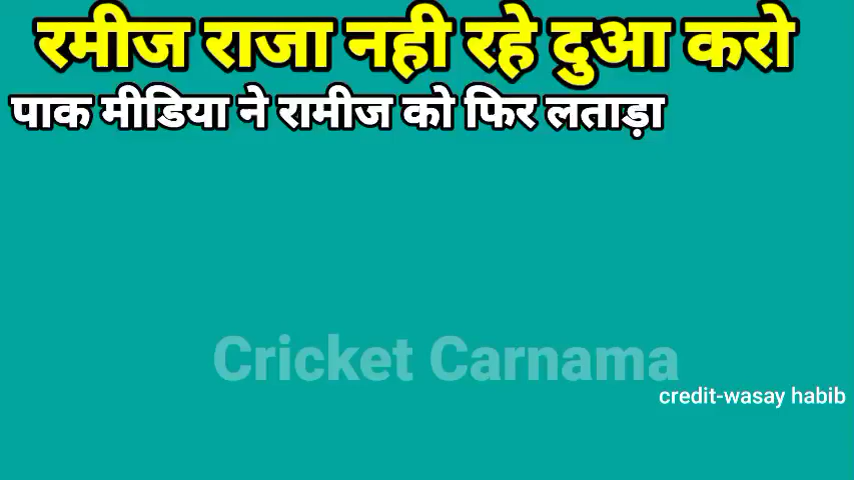 रमीज राजा नही रहे दुआ करो
पाक मीडिया ने रामीज को फिर लताड़ा
Cricket Carnama
credit-wasay habib